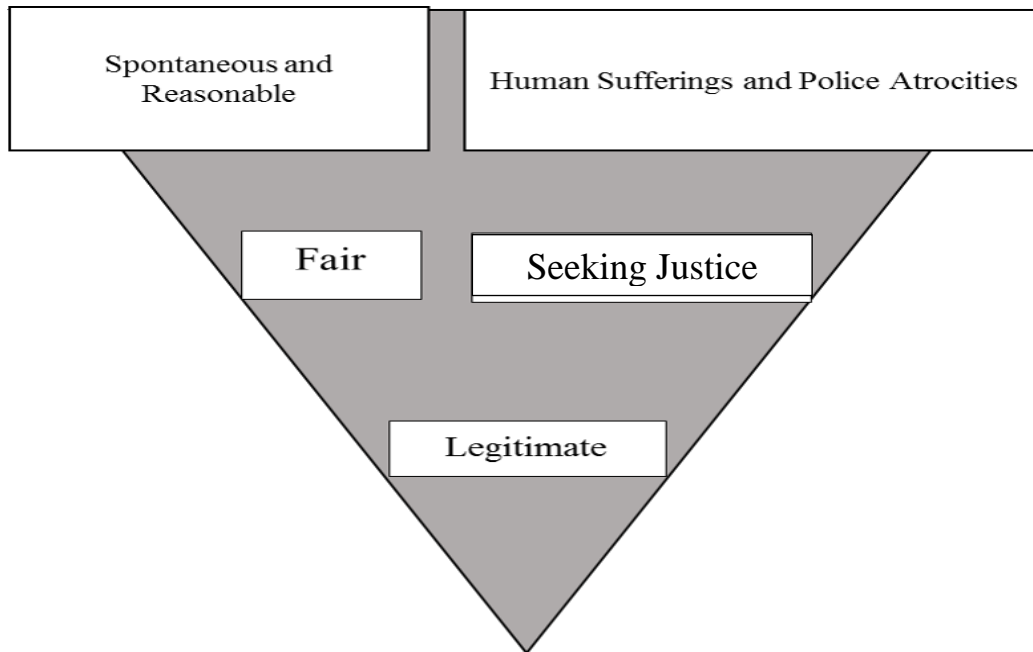 Spontaneous and
Reasonable
Human Sufferings and Police Atrocities
Fair
Seeking Justice
Legitimate